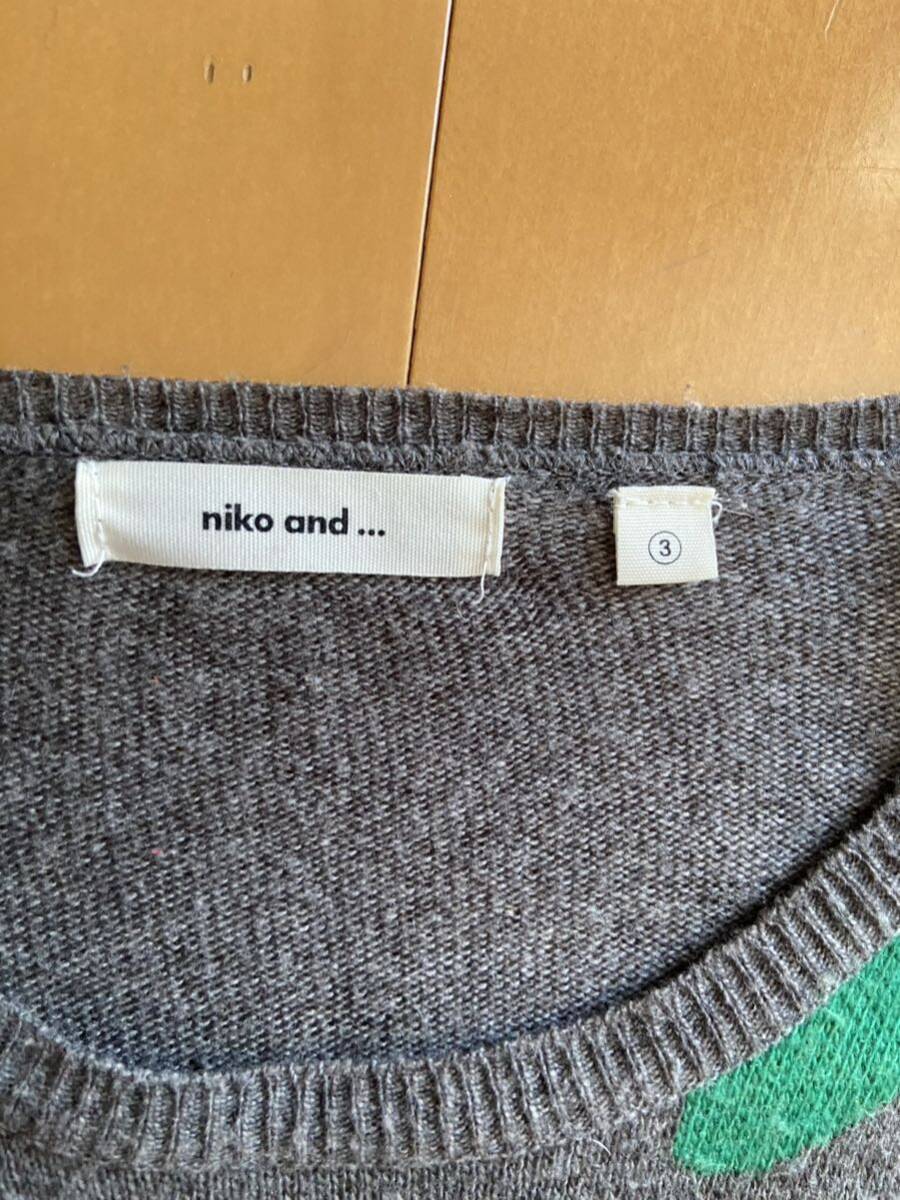 niko and ...
③